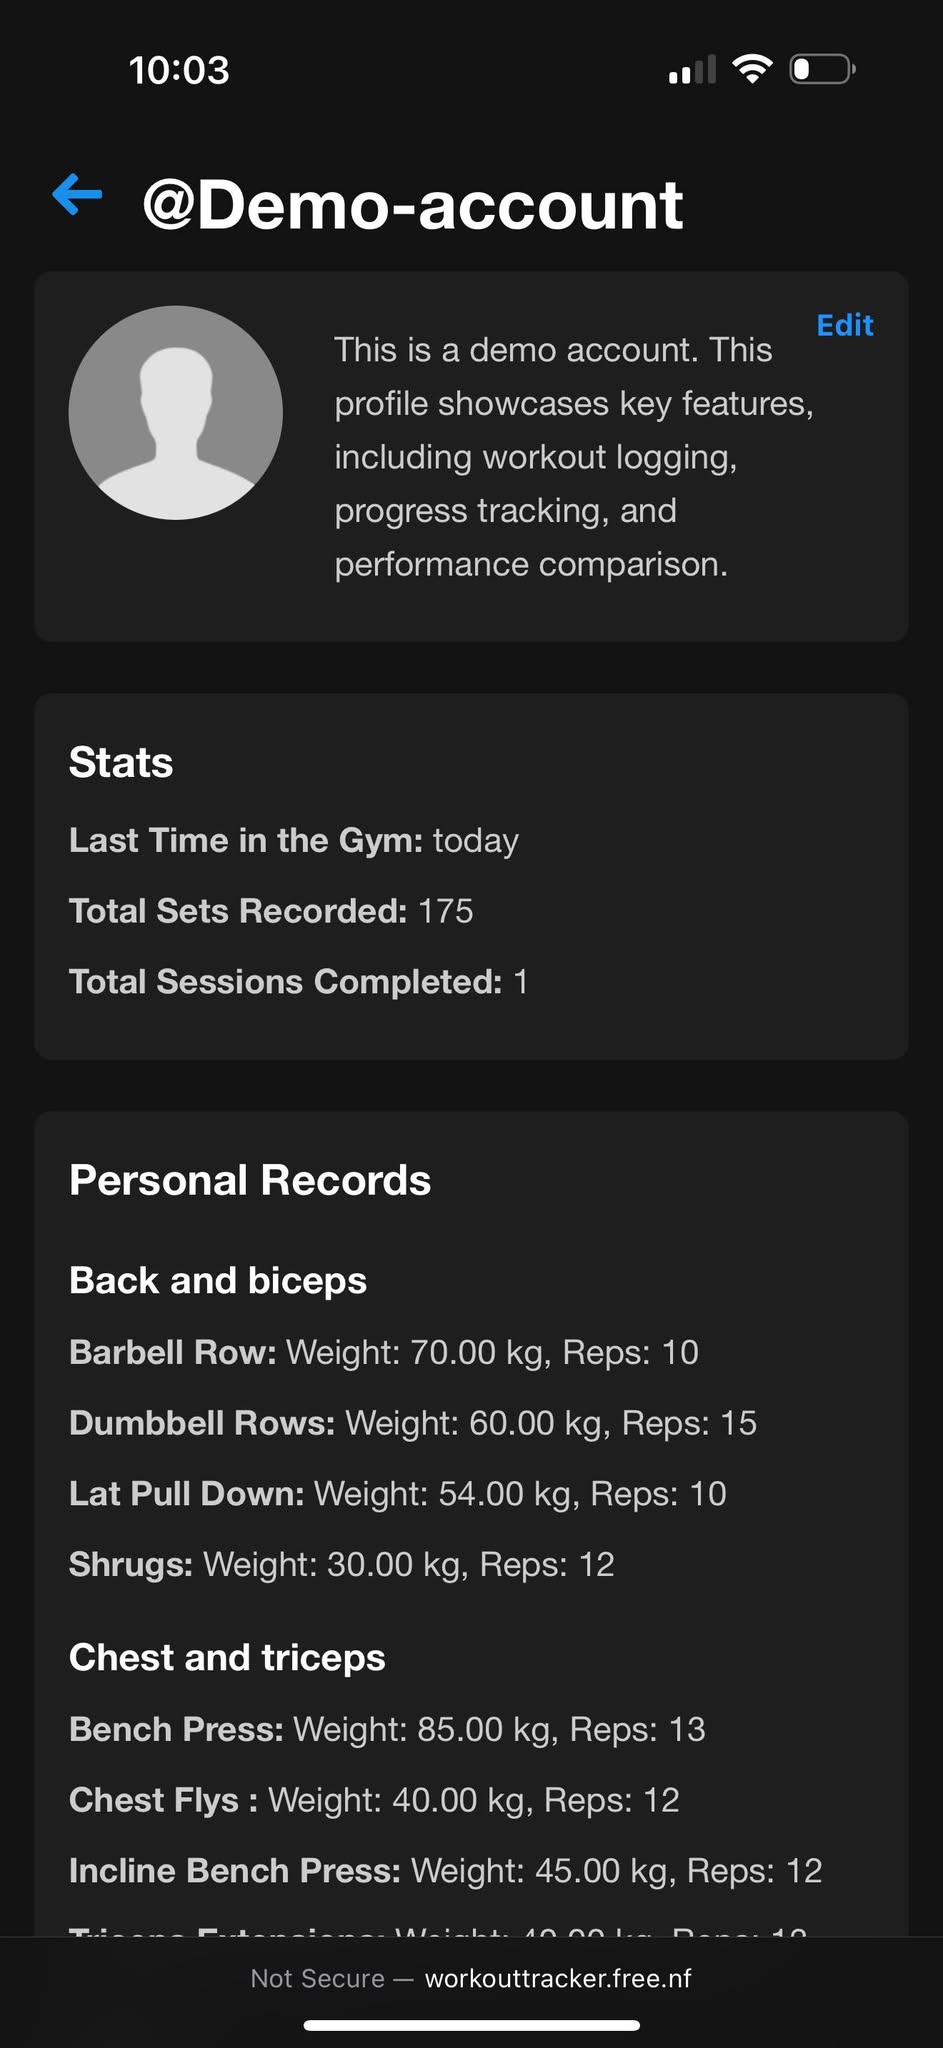 10:03
@Demo-account
Edit
This is a demo account. This
profile showcases key features,
including workout logging,
progress tracking, and
performance comparison.
Stats
Last Time in the Gym: today
Total Sets Recorded: 175
Total Sessions Completed: 1
Personal Records
Back and biceps
Barbell Row: Weight: 70.00 kg, Reps: 10
Dumbbell Rows: Weight: 60.00 kg, Reps: 15
Lat Pull Down: Weight: 54.00 kg, Reps: 10
Shrugs: Weight: 30.00 kg, Reps: 12
Chest and triceps
Bench Press: Weight: 85.00 kg, Reps: 13
Chest Flys : Weight: 40.00 kg, Reps: 12
Incline Bench Press: Weight: 45.00 kg, Reps: 12
Extensions: Weight: kg, Reps:
Not Secure — workouttracker.free.nf